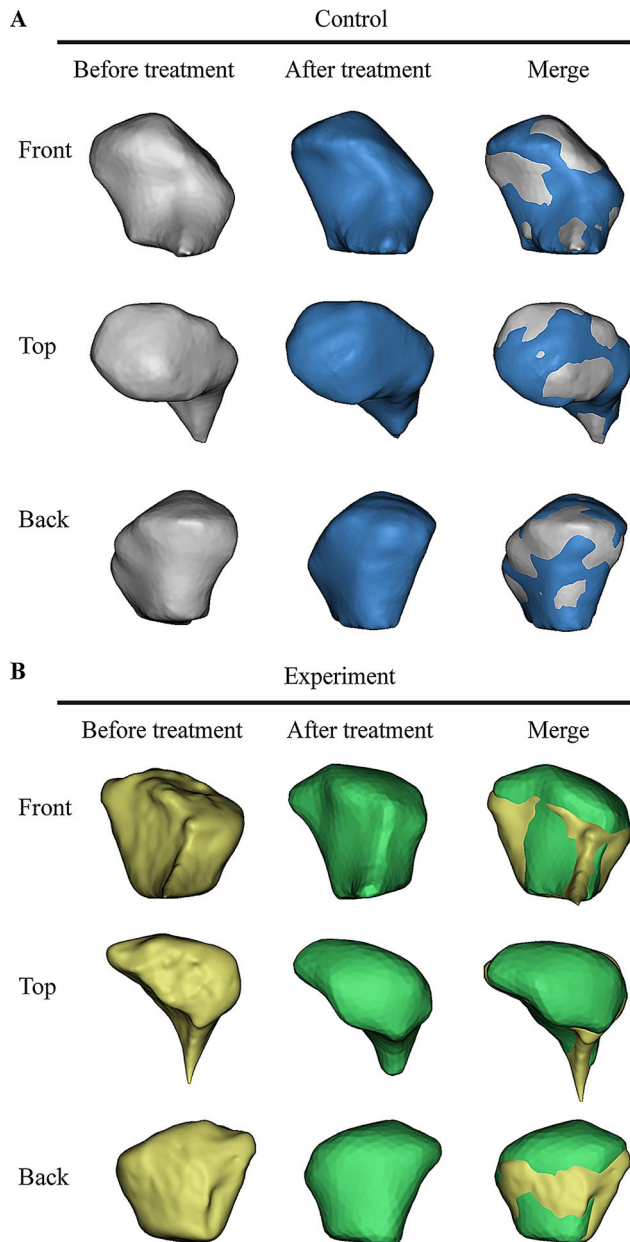 A
Control
Before treatment After treatment Merge
Front
Top
Back
B
Experiment
Before treatment After treatment Merge
Front
Top
Back